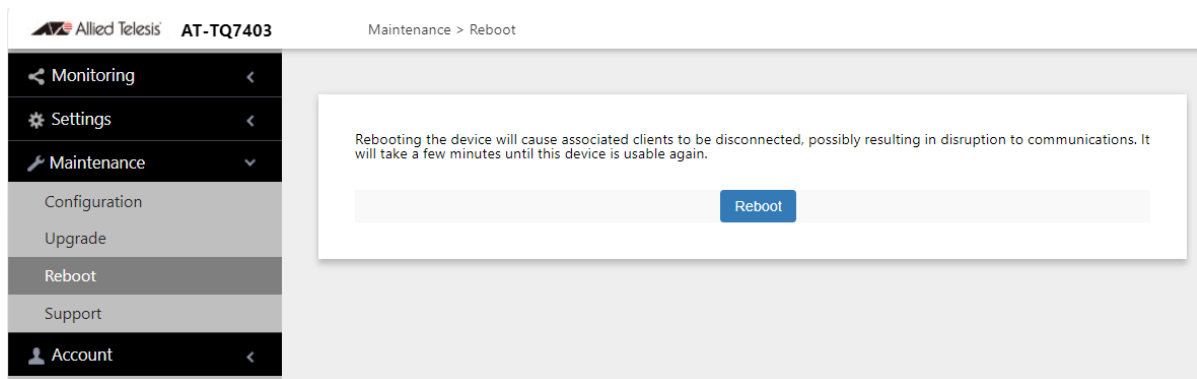 Allied Telesis AT-TQ7403
Maintenance > Reboot
Monitoring
Settings
Maintenance
Configuration
Upgrade
Reboot
Support
Account
Rebooting the device will cause associated clients to be disconnected, possibly resulting in disruption to communications. It
will take a few minutes until this device is usable again.
Reboot